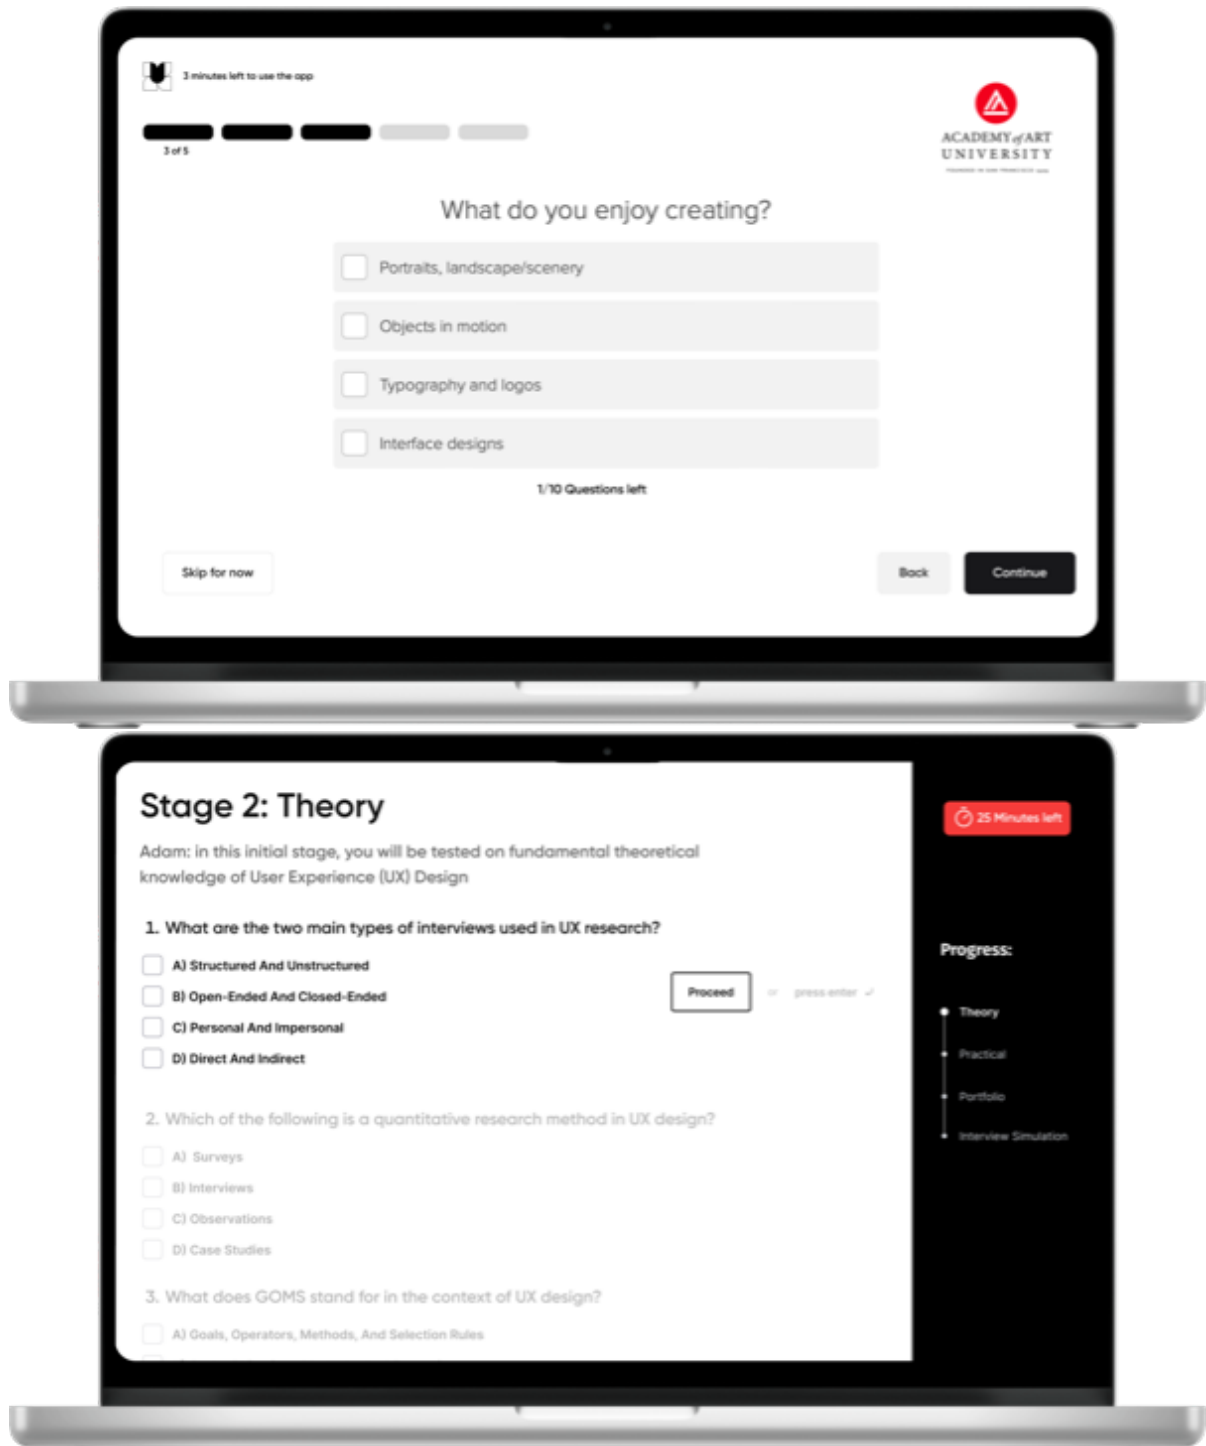 3 minutes left to use the app
3 of 5
ACADEMY of ART
UNIVERSITY
What do you enjoy creating?
Portraits, landscape/scenery
Objects in motion
Typography and logos
Interface designs
1/10 Questions left
Skip for now
Back
Continue
Stage 2: Theory
Adam: in this initial stage, you will be tested on fundamental theoretical
knowledge of User Experience (UX) Design
1. What are the two main types of interviews used in UX research?
A) Structured And Unstructured
B) Open-Ended And Closed-Ended
C) Personal And Impersonal
D) Direct And Indirect
Proceed or press enter
2. Which of the following is a quantitative research method in UX design?
A) Surveys
B) Interviews
C) Observations
D) Case Studies
3. What does GOMS stand for in the context of UX design?
A) Goals, Operators, Methods, And Selection Rules
25 Minutes left
Progress:
Theory
Practical
Portfolio
Interview Simulation